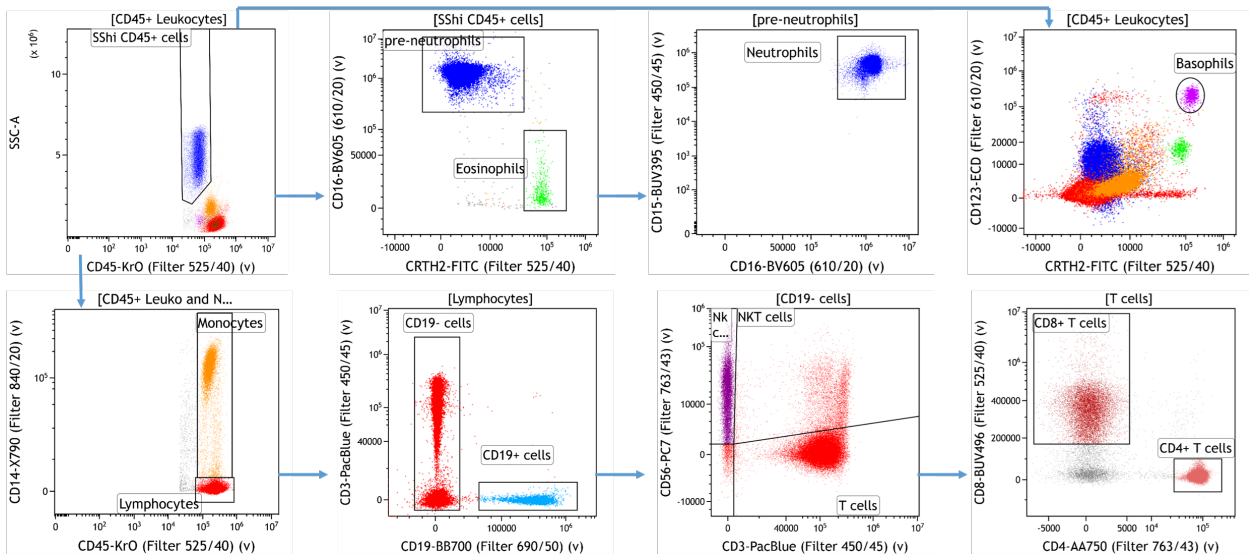 [CD45+ Leukocytes]
SShi CD45+ cells
(x 10⁶)
10
5
SSC-A
0 10² 10³ 10⁴ 10⁵ 10⁶ 10⁷
CD45-KrO (Filter 525/40) (v)
[SShi CD45+ cells]
pre-neutrophils
Eosinophils
10⁷
10⁶
10⁵
50000
0
CD16-BV605 (610/20) (v)
-10000 10000 10⁵ 10⁶
CRTH2-FITC (Filter 525/40)
[pre-neutrophils]
Neutrophils
10⁶
10⁵
10⁴
10³
10²
0
CD15-BUV395 (Filter 450/45) (v)
0 10³ 10⁴ 10⁵ 10⁶ 10⁷
CD16-BV605 (610/20) (v)
[CD45+ Leukocytes]
Basophils
10⁶
10⁵
20000
10000
0
-10000
CD123-ECD (Filter 610/20) (v)
-10000 0 10000 10⁵ 10⁶
CRTH2-FITC (Filter 525/40)
[CD45+ Leuko and N...
Monocytes
Lymphocytes
10⁵
0
CD14-X790 (Filter 840/20) (v)
0 10² 10³ 10⁴ 10⁵ 10⁶ 10⁷
CD45-KrO (Filter 525/40) (v)
[Lymphocytes]
CD19- cells
CD19+ cells
10⁶
10⁵
40000
0
CD3-PacBlue (Filter 450/45) (v)
0 100000 10⁶
CD19-BB700 (Filter 690/50) (v)
[CD19- cells]
Nk
c...
NKT cells
T cells
10⁶
10⁵
10000
0
-10000
CD56-PC7 (Filter 763/43) (v)
0 10⁴ 10⁵ 10⁶ 10⁷
CD3-PacBlue (Filter 450/45) (v)
[T cells]
CD8+ T cells
CD4+ T cells
10⁷
10⁶
400000
200000
0
CD8-BUV496 (Filter 525/40) (v)
-5000 0 5000 10⁵ 10⁶
CD4-AA750 (Filter 763/43) (v)